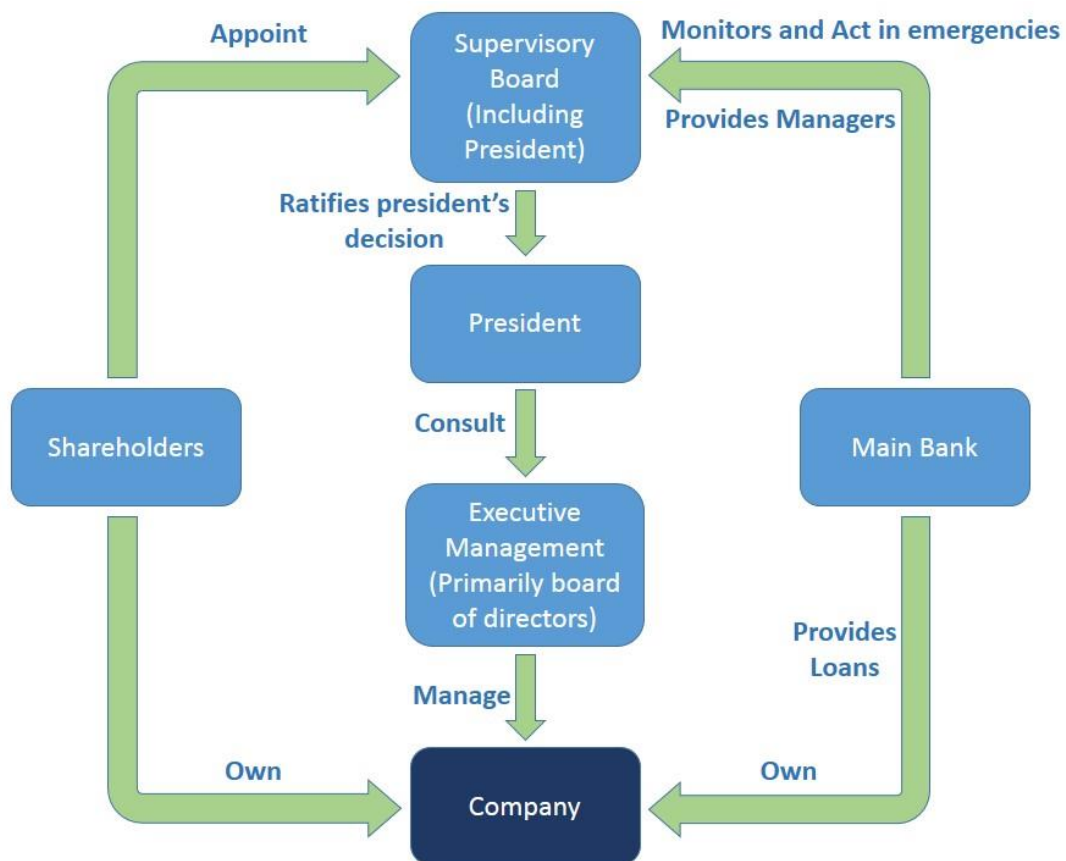 Appoint
Supervisory
Board
(Including
President)
Monitors and Act in emergencies
Provides Managers
Ratifies president's
decision
President
Consult
Shareholders
Main Bank
Executive
Management
(Primarily board
of directors)
Provides
Loans
Manage
Own
Own
Company